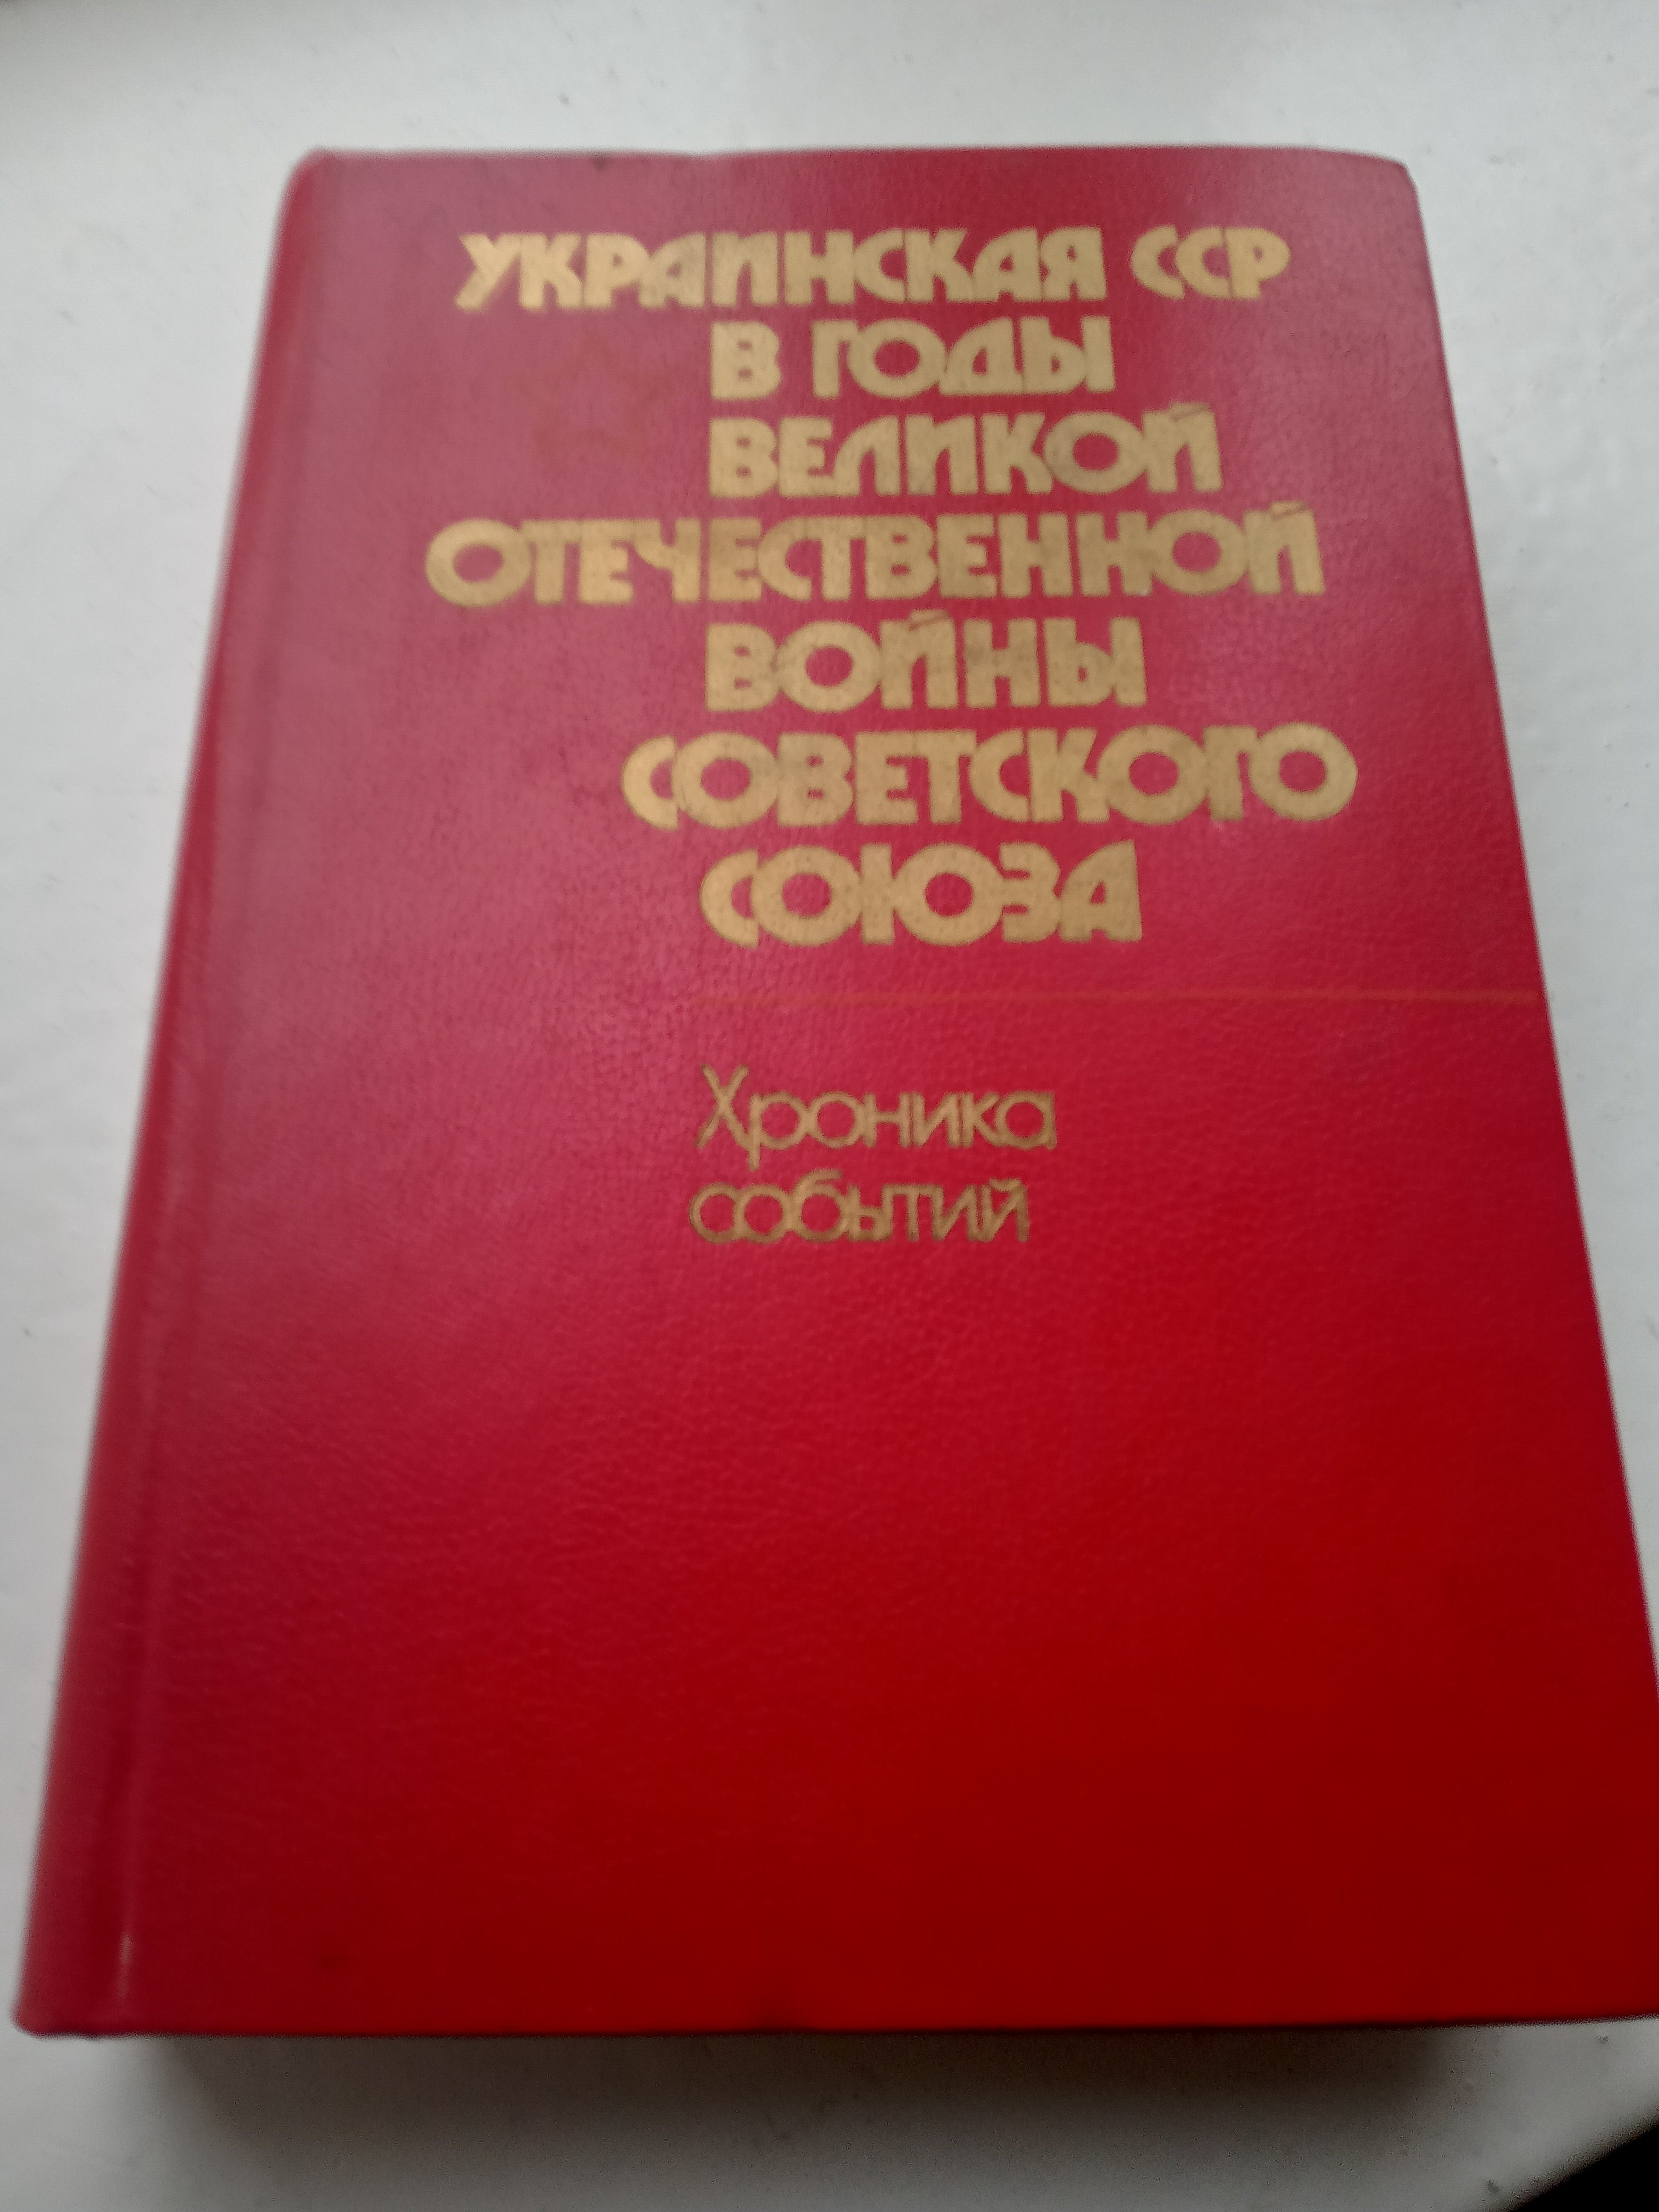 УКРАИНСКАЯ ССР
В ГОДЫ
ВЕЛИКОЙ
ОТЕЧЕСТВЕННОЙ
ВОЙНЫ
СОВЕТСКОГО
СОЮЗА
Хроника
событий